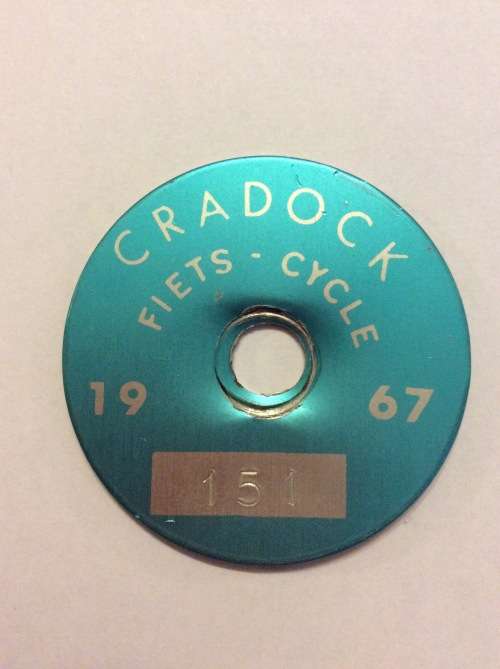 CRADOCK
FIETS - CYCLE
19 67
151